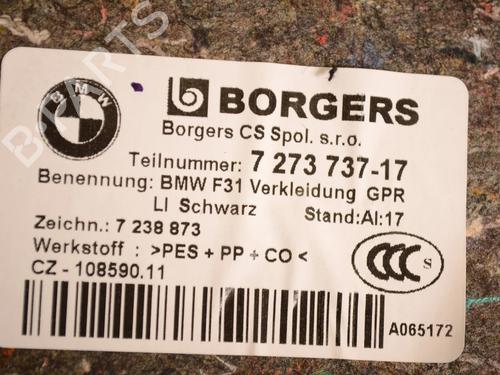 BMW
BORGERS
Borgers CS Spol. s.r.o.
Teilnummer: 7 273 737-17
Benennung: BMW F31 Verkleidung GPR
LI Schwarz Stand:AI:17
Zeichn.: 7 238 873
Werkstoff : >PES + PP + CO <
CZ - 108590.11
CCC S
A065172
B-PARTS